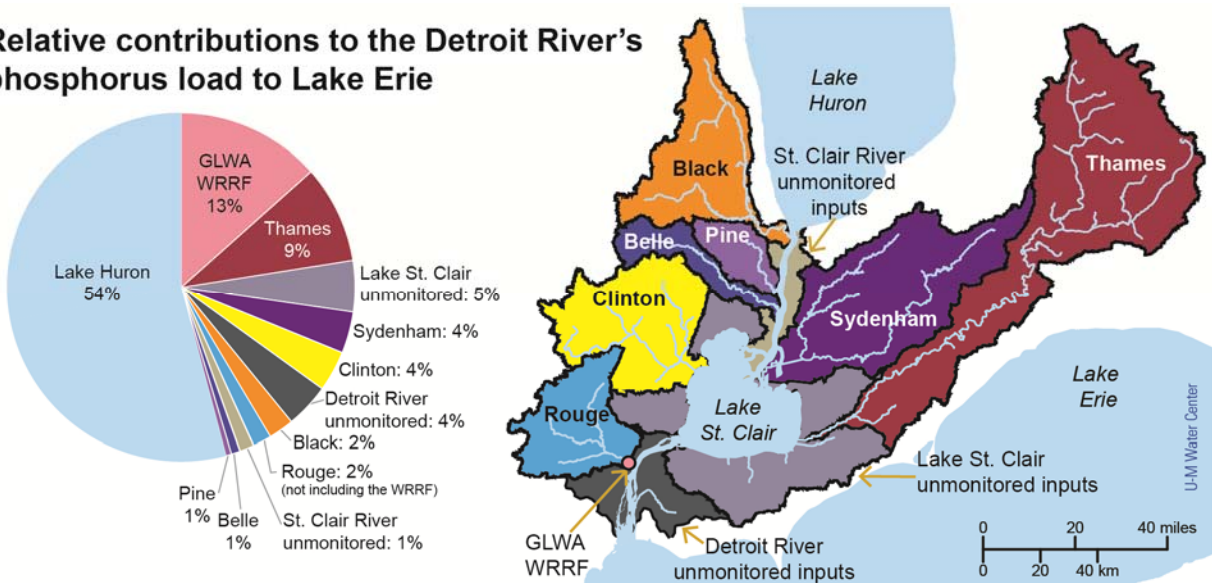 Relative contributions to the Detroit River's
phosphorus load to Lake Erie
GLWA
WRRF
13%
Thames
9%
Lake St. Clair
unmonitored: 5%
Sydenham: 4%
Clinton: 4%
Detroit River
unmonitored: 4%
Black: 2%
Rouge: 2%
(not including the WRRF)
St. Clair River
unmonitored: 1%
Belle
1%
Pine
1%
Lake Huron
54%
Lake
Huron
St. Clair River
unmonitored
inputs
Thames
Black
Belle
Pine
Clinton
Sydenham
Rouge
Lake
St. Clair
Lake
Erie
Lake St. Clair
unmonitored inputs
GLWA
WRRF
Detroit River
unmonitored inputs
0 20 40 miles
0 20 40 km
U-M Water Center